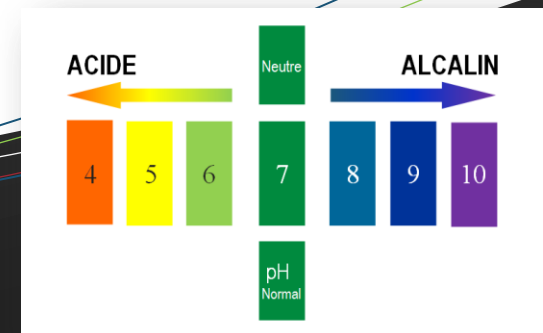 Neutre
ACIDE ALCALIN
4 5 6 7 8 9 10
pH
Normal